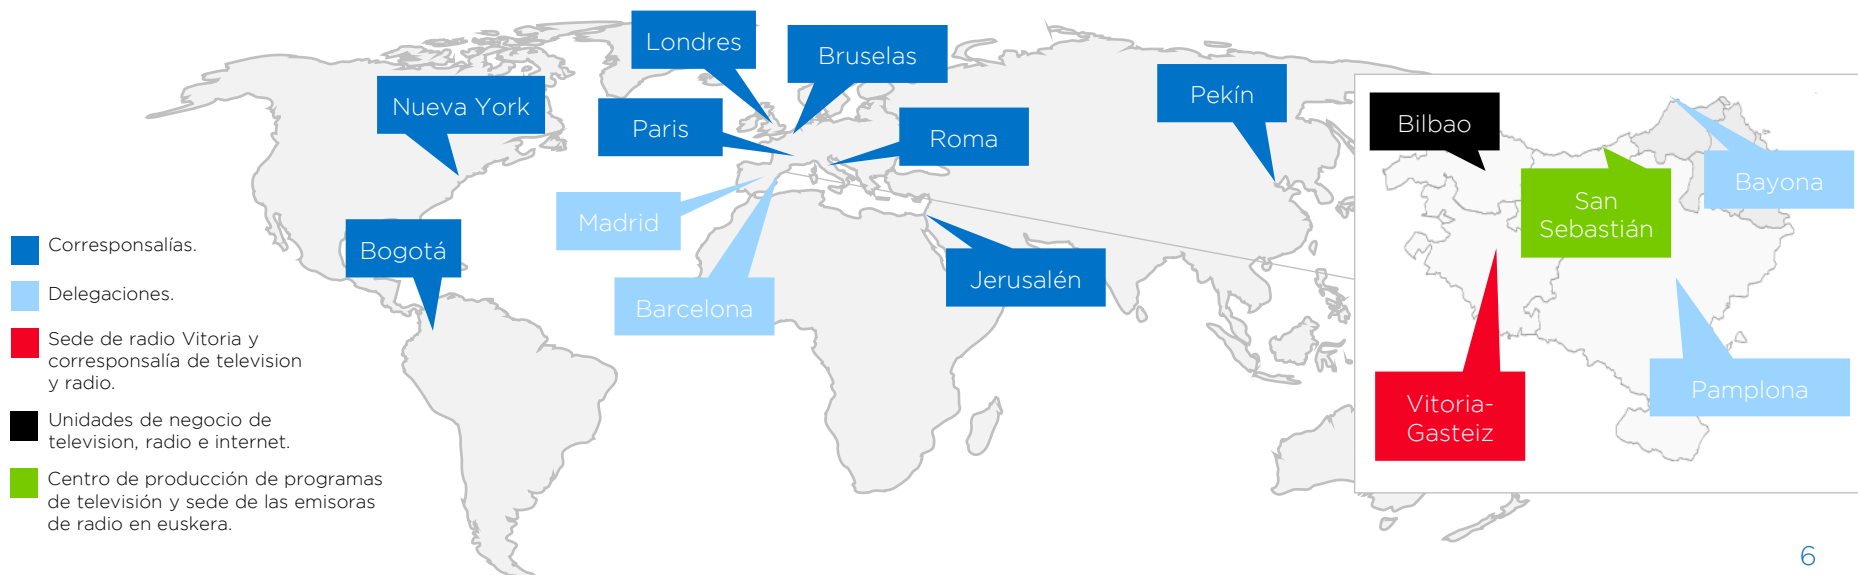 Londres
Bruselas
Nueva York
Paris
Roma
Pekín
Bilbao
Bayona
San
Sebastián
Madrid
Bogotá
Barcelona
Jerusalén
Vitoria-
Gasteiz
Pamplona
Corresponsalías.
Delegaciones.
Sede de radio Vitoria y
corresponsalía de television
y radio.
Unidades de negocio de
television, radio e internet.
Centro de producción de programas
de televisión y sede de las emisoras
de radio en euskera.
6